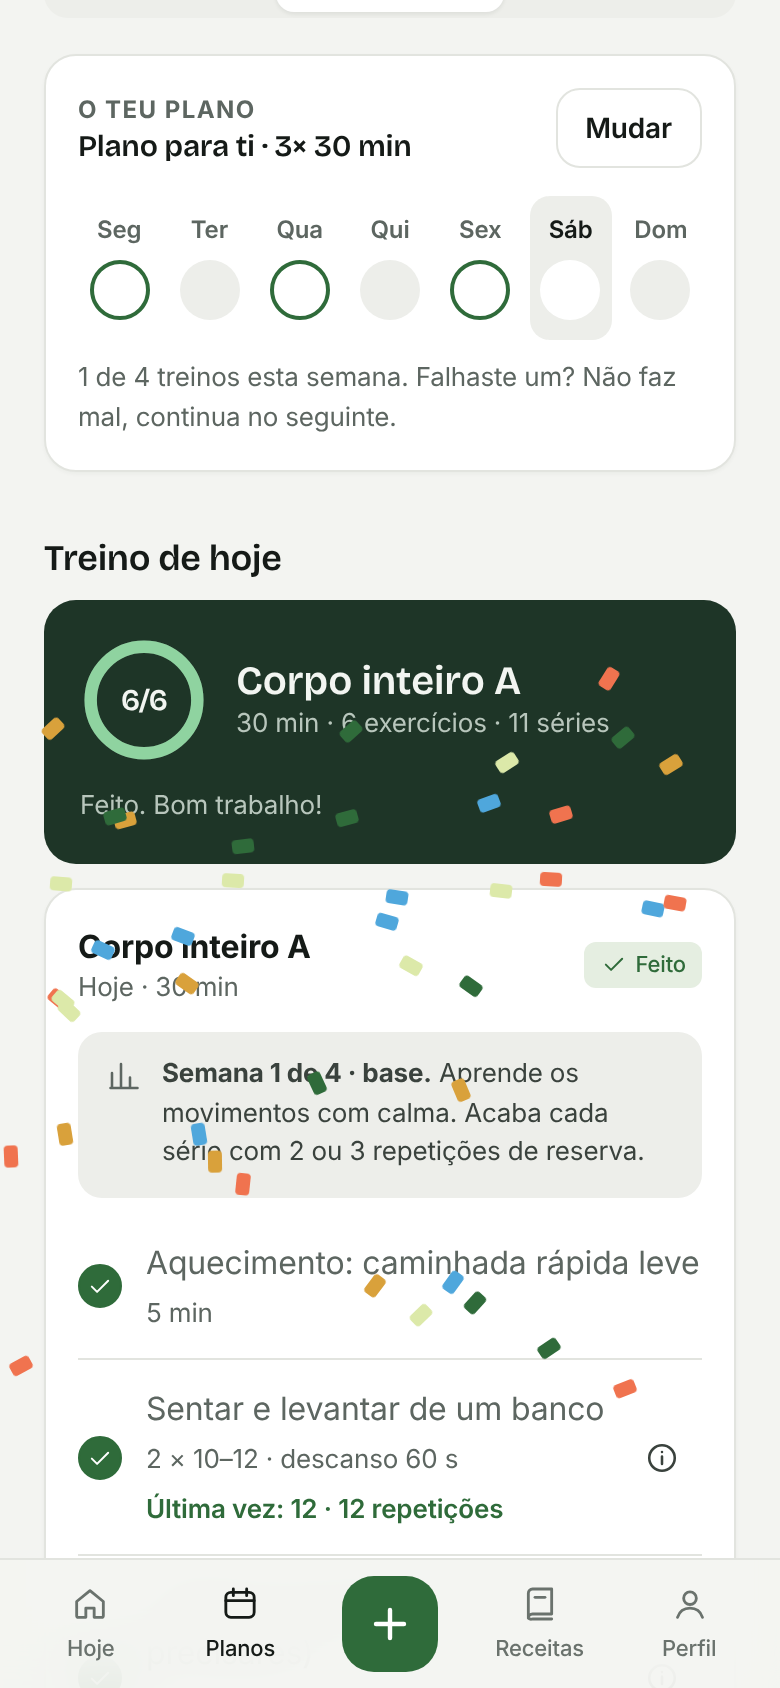 O TEU PLANO
Plano para ti · 3× 30 min
Mudar
Seg Ter Qua Qui Sex Sáb Dom
1 de 4 treinos esta semana. Falhaste um? Não faz
mal, continua no seguinte.
Treino de hoje
6/6
Corpo inteiro A
30 min · 6 exercícios · 11 séries
Feito. Bom trabalho!
Corpo inteiro A
Hoje · 30 min
Feito
Semana 1 de 4 · base. Aprende os
movimentos com calma. Acaba cada
série com 2 ou 3 repetições de reserva.
Aquecimento: caminhada rápida leve
5 min
Sentar e levantar de um banco
2 × 10–12 · descanso 60 s
Última vez: 12 · 12 repetições
Hoje
Planos
Receitas
Perfil